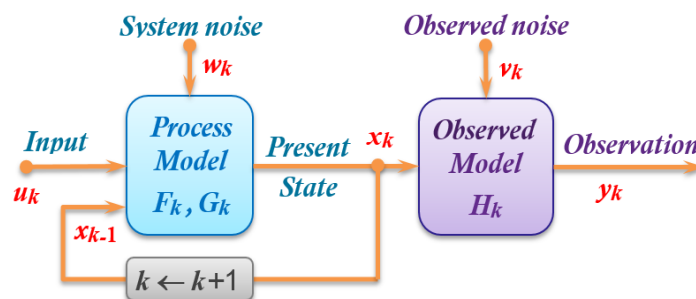 System noise
Observed noise
wk
vk
Input
Process
Model
Fk , Gk
Present
State
xk
Observed
Model
Hk
Observation
uk
yk
xk-1
k ← k+1